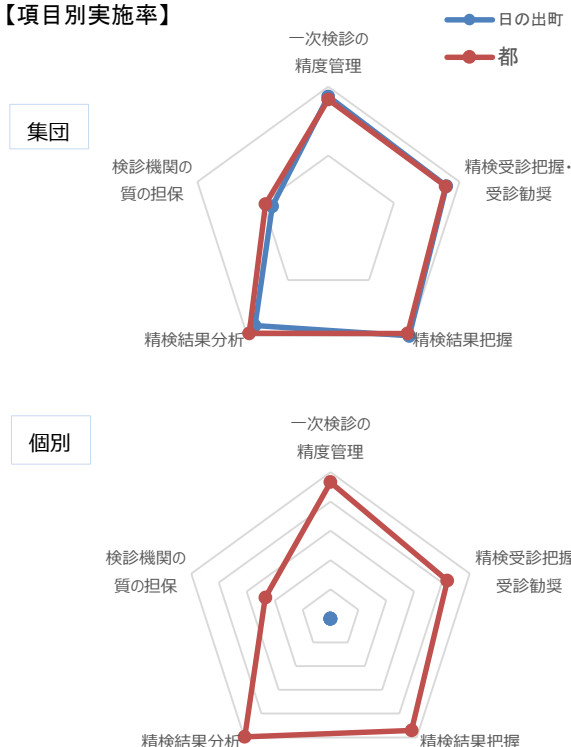 【項目別実施率】
日の出町
都
集団
一次検診の
精度管理
精検受診把握・
受診勧奨
精検結果把握
精検結果分析
検診機関の
質の担保
個別
一次検診の
精度管理
精検受診把握
受診勧奨
精検結果把握
精検結果分析
検診機関の
質の担保